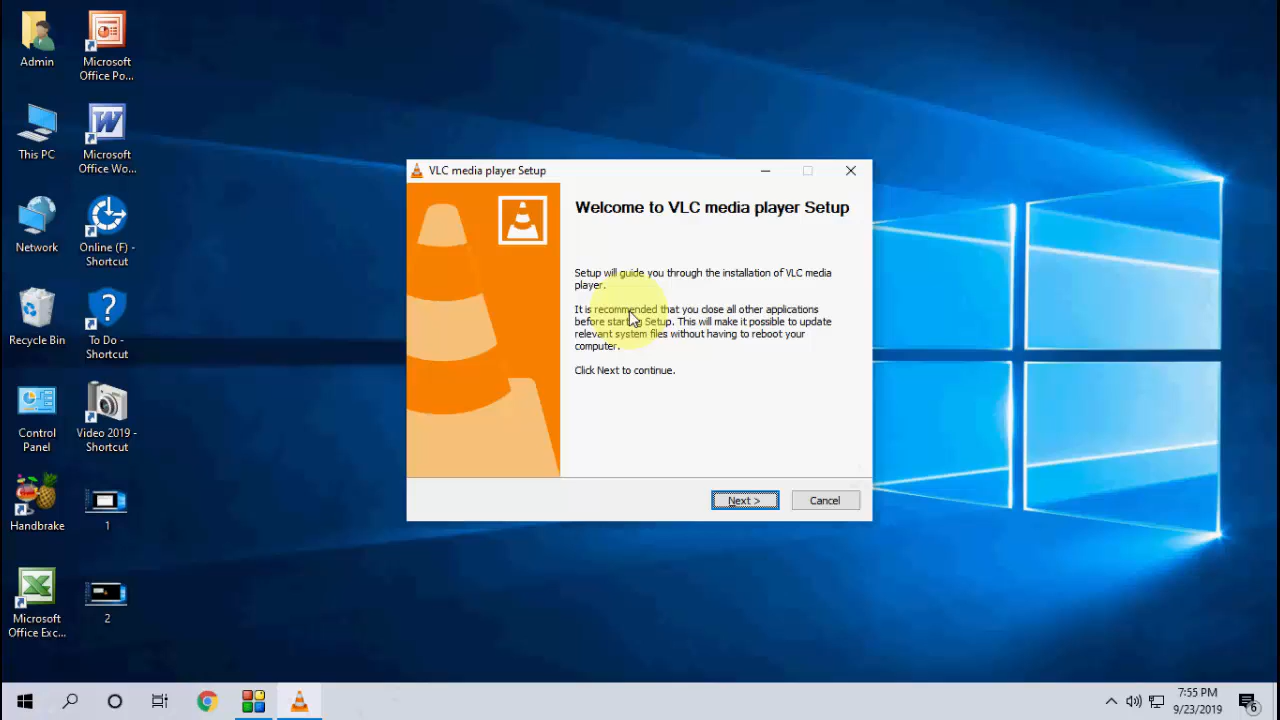 Admin
Microsoft
Office Po...
This PC
Microsoft
Office Wo...
Network
Online (F) -
Shortcut
Recycle Bin
To Do -
Shortcut
Control
Panel
Video 2019 -
Shortcut
Handbrake
1
Microsoft
Office Exc...
2
VLC media player Setup
Welcome to VLC media player Setup
Setup will guide you through the installation of VLC media
player.
It is recommended that you close all other applications
before starting Setup. This will make it possible to update
relevant system files without having to reboot your
computer.
Click Next to continue.
Next >
Cancel
7:55 PM
9/23/2019
6